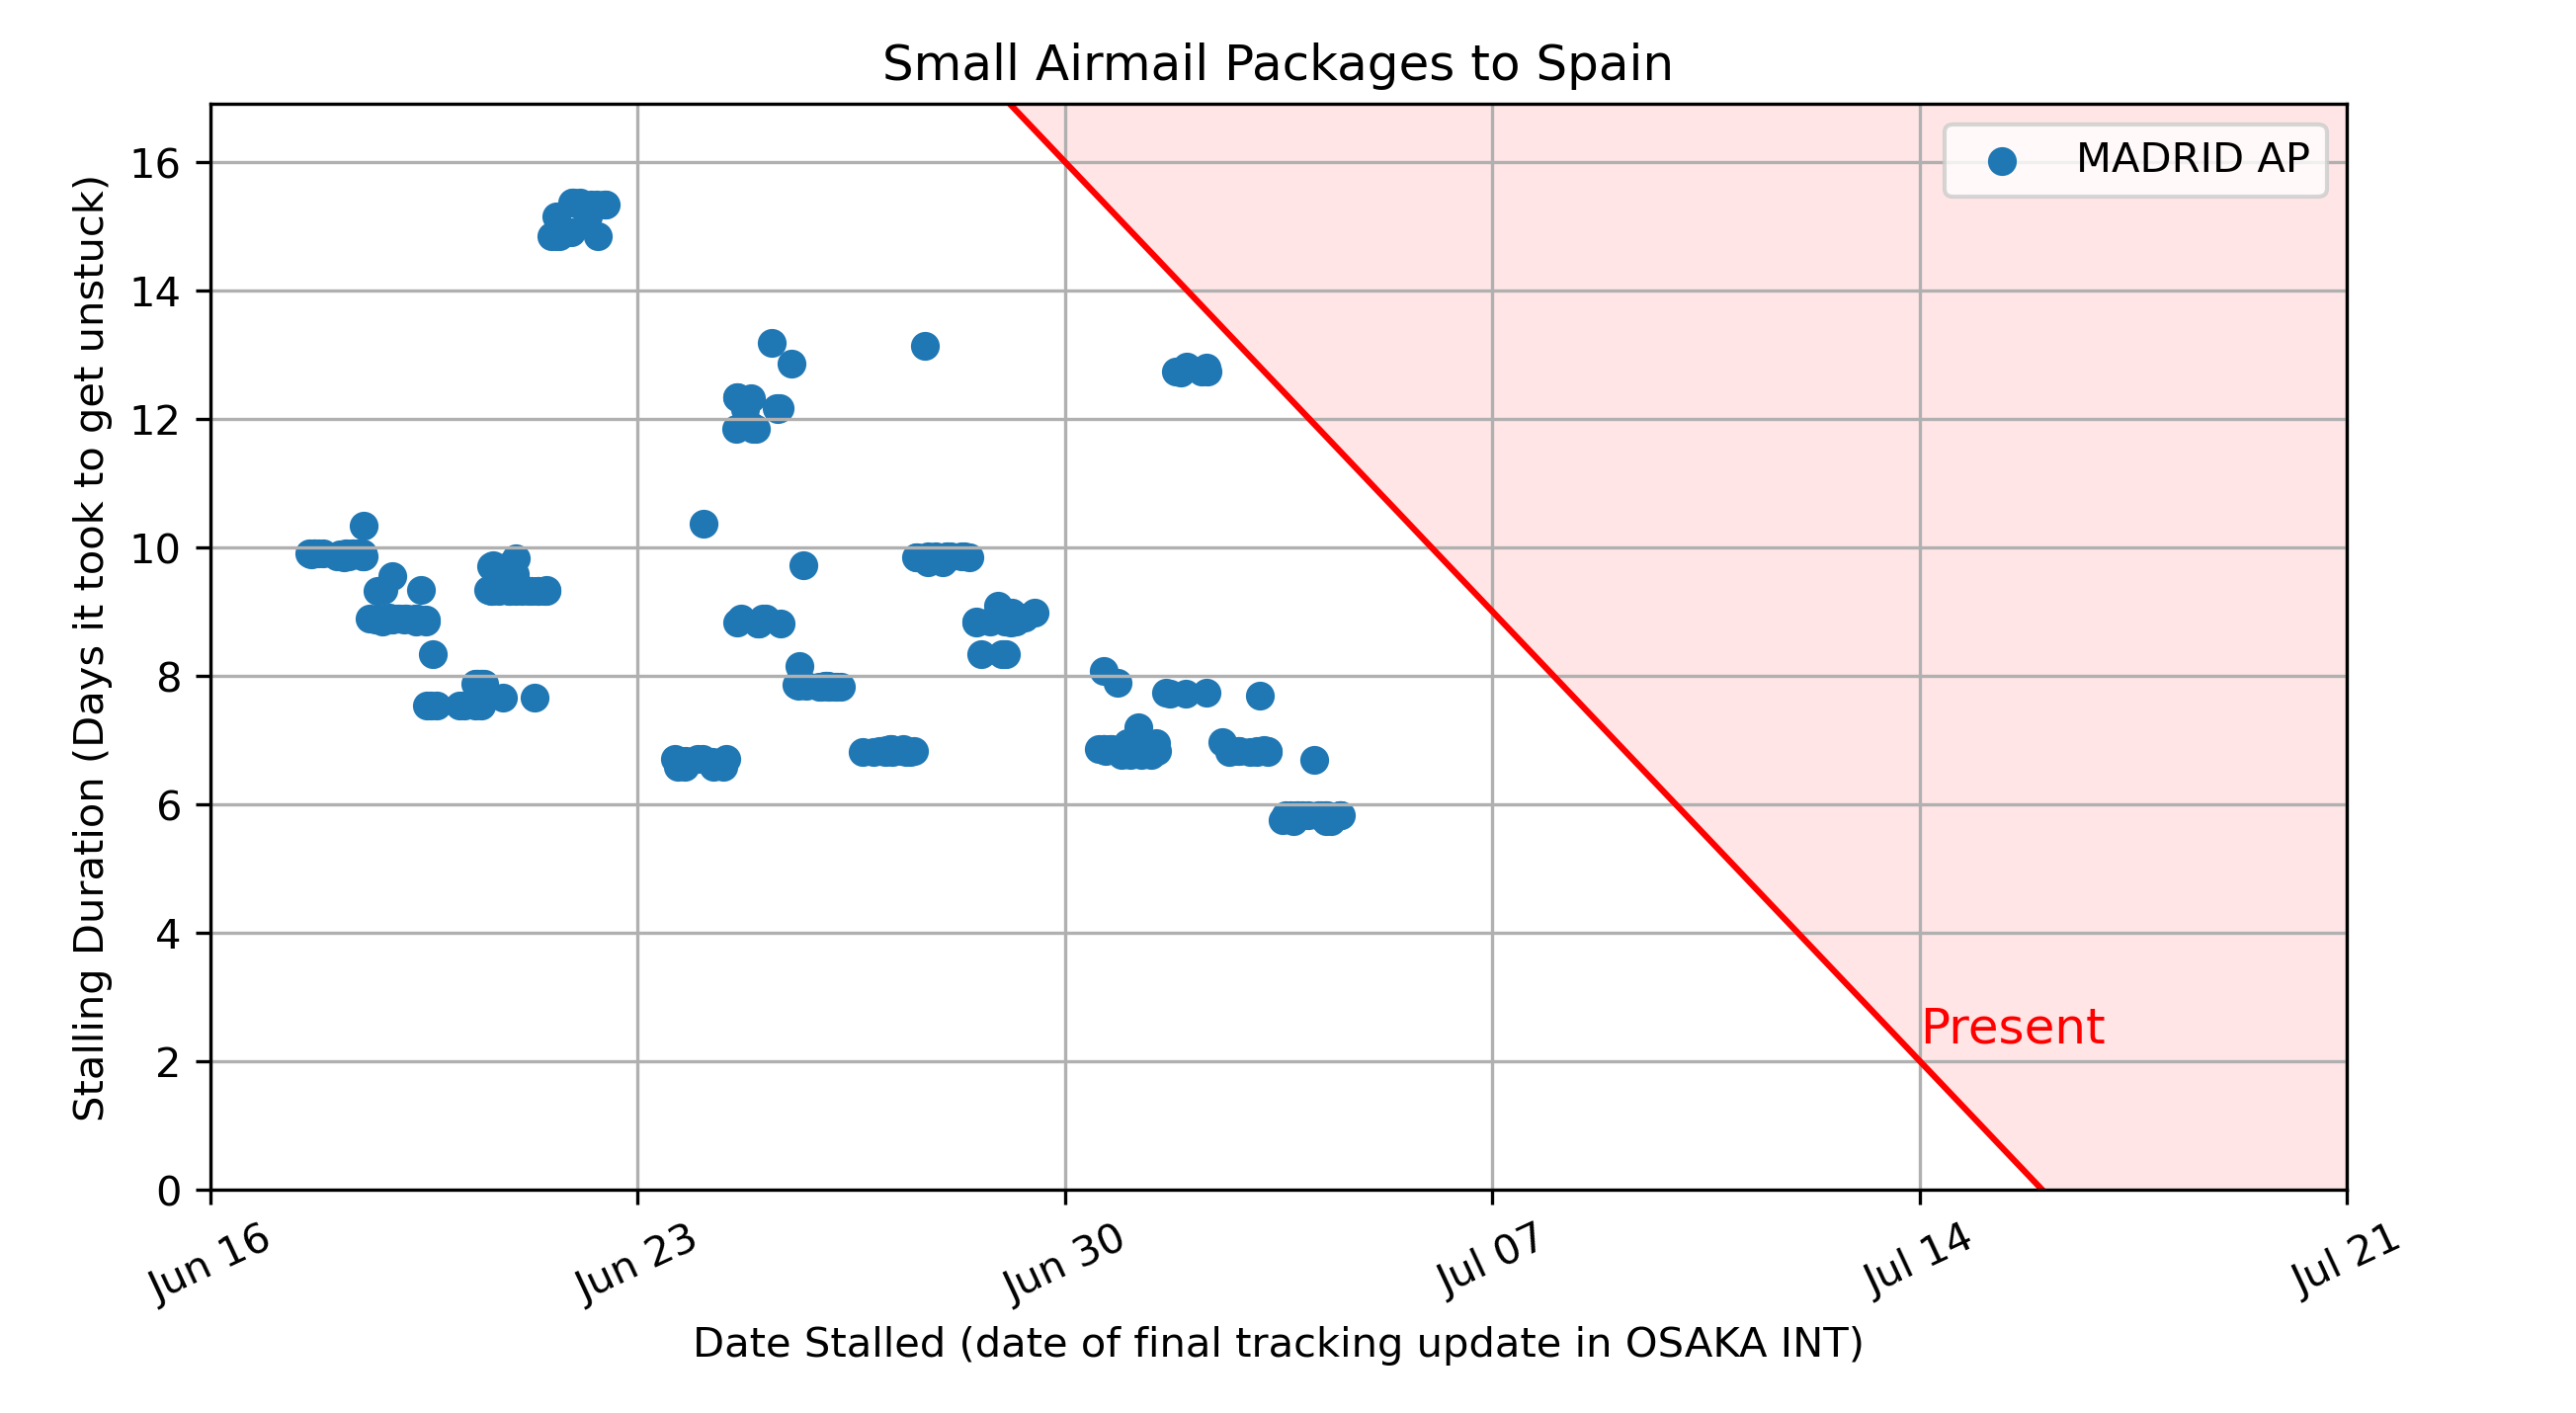 Small Airmail Packages to Spain
MADRID AP
Stalling Duration (Days it took to get unstuck)
16
14
12
10
8
6
4
2
0
Present
Jun 16
Jun 23
Jun 30
Jul 07
Jul 14
Jul 21
Date Stalled (date of final tracking update in OSAKA INT)